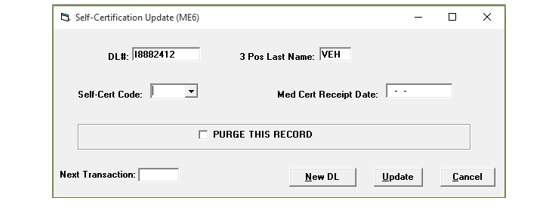 Self-Certification Update (ME6)
DL#: I8882412 3 Pos Last Name: VEH
Self-Cert Code: Med Cert Receipt Date: - -
PURGE THIS RECORD
Next Transaction: New DL Update Cancel